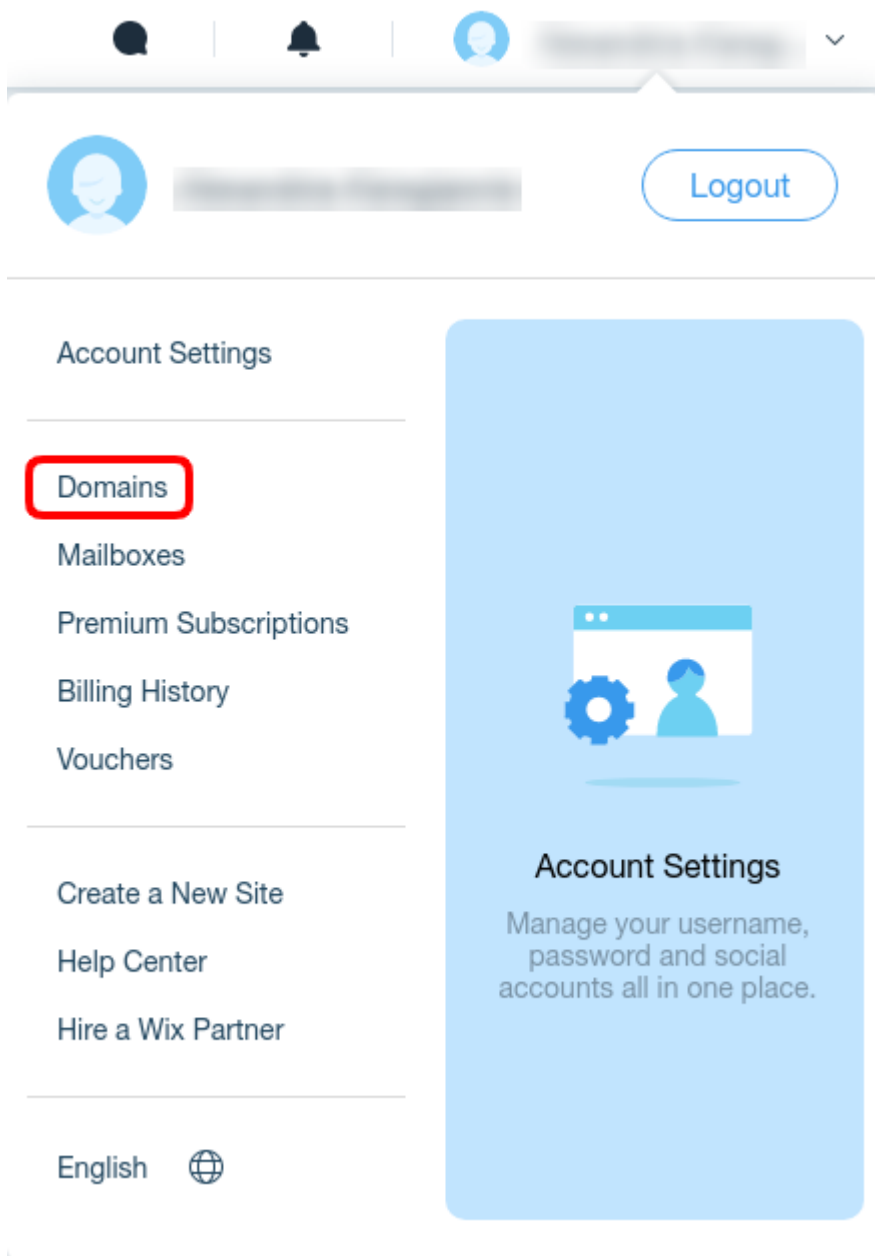 Logout
Account Settings
Domains
Mailboxes
Premium Subscriptions
Billing History
Vouchers
Create a New Site
Help Center
Hire a Wix Partner
English
Account Settings
Manage your username,
password and social
accounts all in one place.